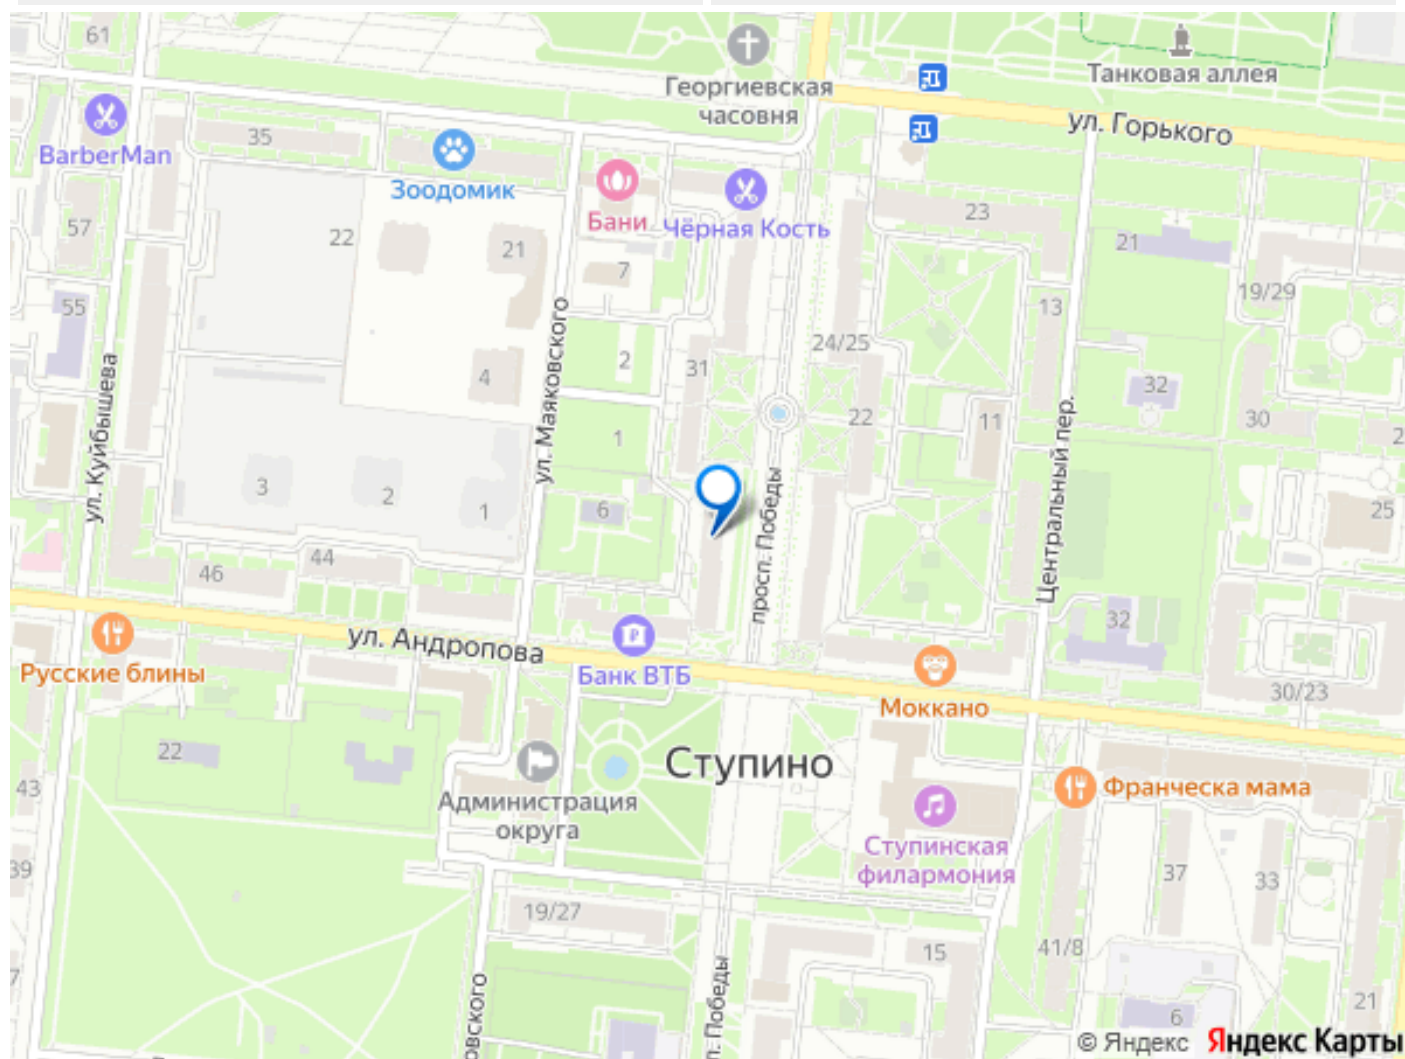 61
Георгиевская
часовня
Танковая аллея
ул. Горького
BarberMan
35
Зоодомик
Бани
Чёрная Кость
23
57
22
21
7
21
19/29
55
13
24/25
2
31
4
32
ул. Маяковского
ул. Куйбышева
22
11
30
2
1
Центральный пер.
просп. Победы
3
2
1
6
25
44
46
32
ул. Андропова
Русские блины
Банк ВТБ
Моккано
30/23
22
Ступино
43
Администрация
округа
Франческа мама
Ступинская
филармония
39
37
33
19/27
15
41/8
7
овского
п. Победы
6
21
© Яндекс Яндекс Карты